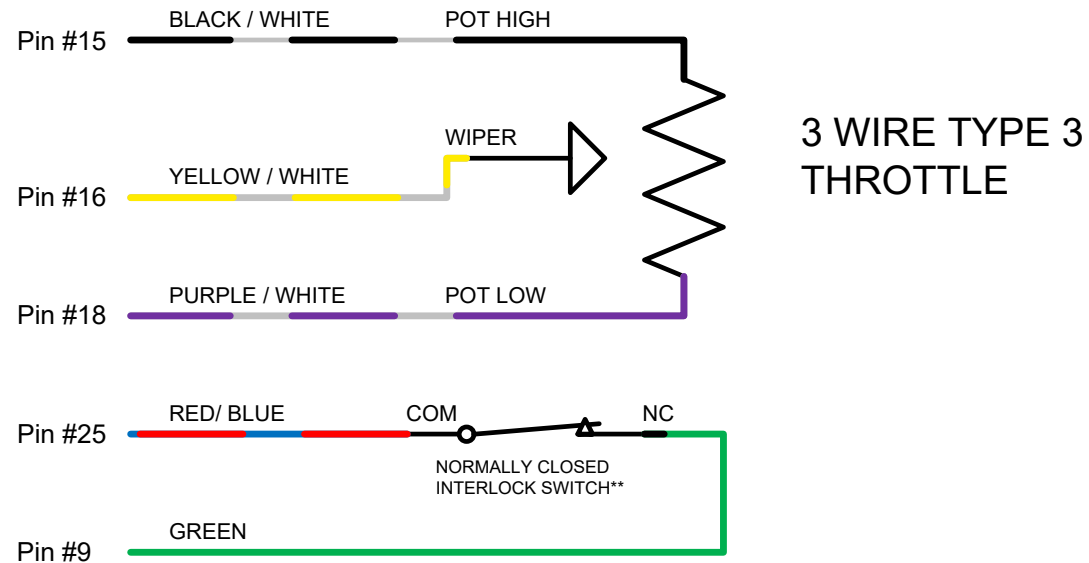 BLACK / WHITE POT HIGH
Pin #15
3 WIRE TYPE 3
THROTTLE
WIPER
YELLOW / WHITE
Pin #16
PURPLE / WHITE POT LOW
Pin #18
RED/ BLUE COM NC
Pin #25
NORMALLY CLOSED
INTERLOCK SWITCH**
GREEN
Pin #9